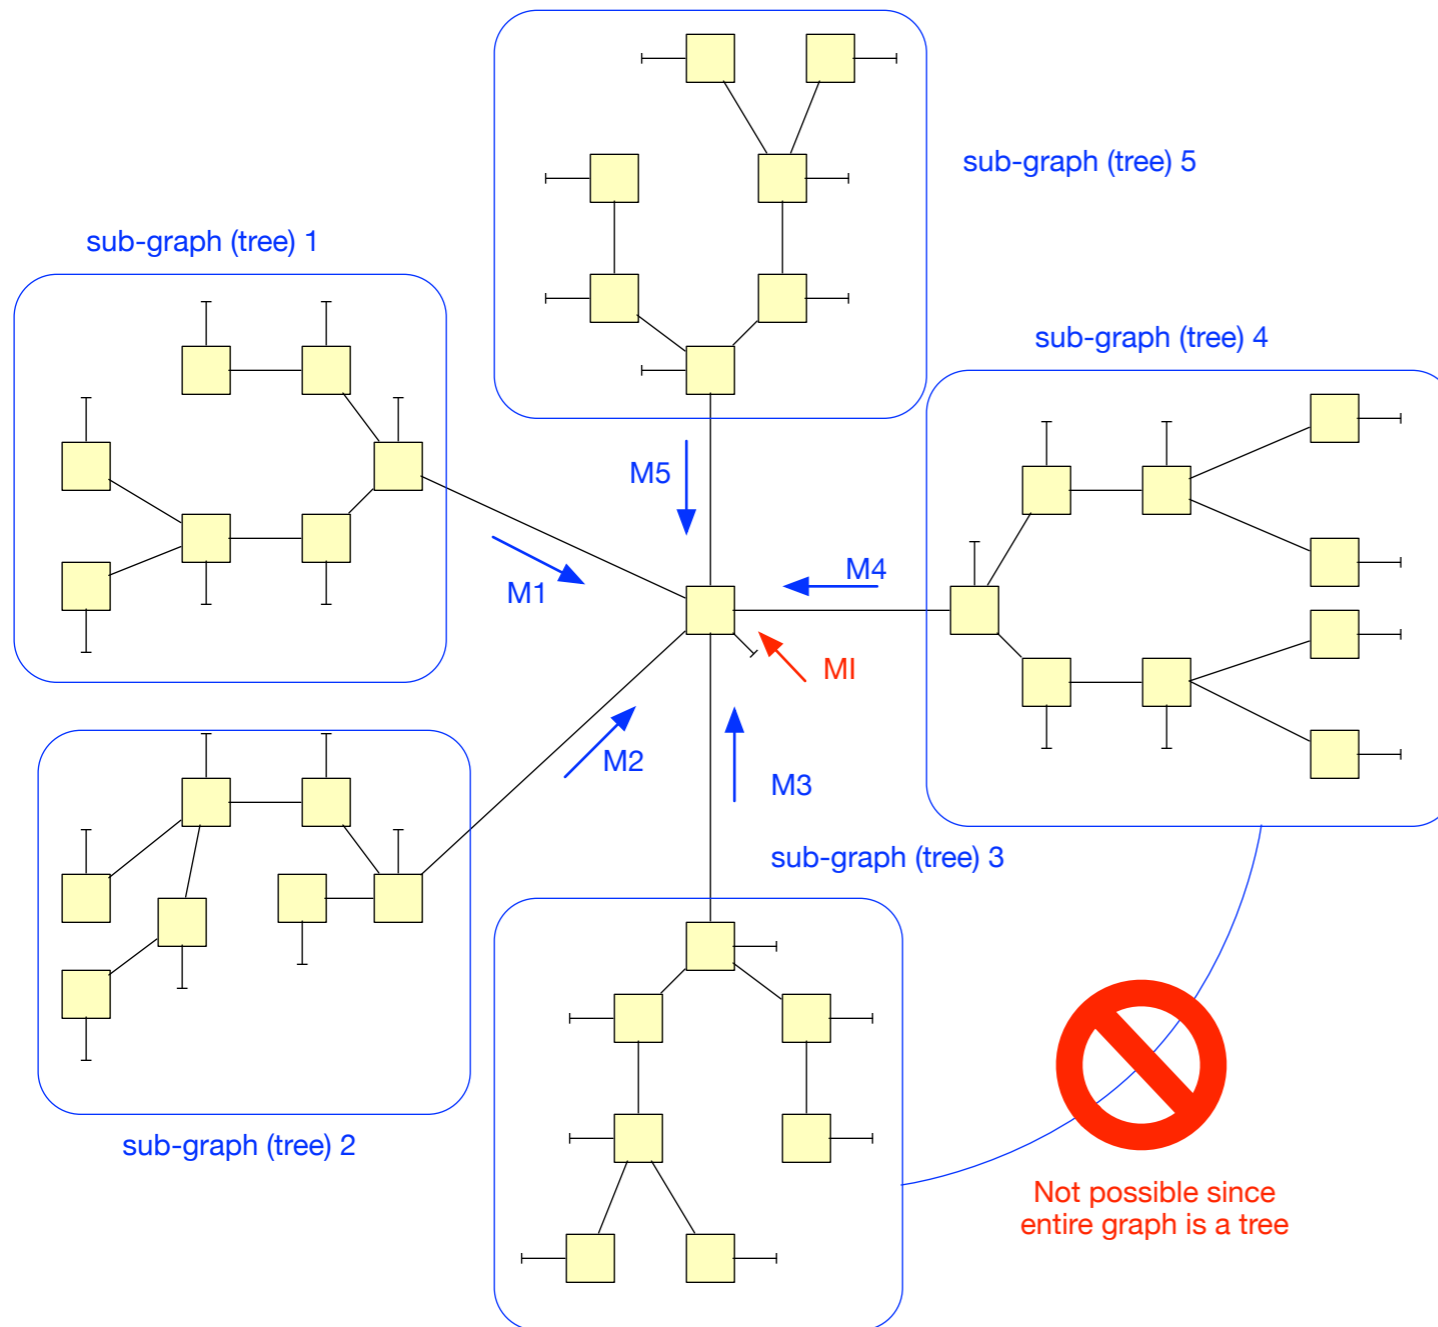 sub-graph (tree) 5
sub-graph (tree) 1
sub-graph (tree) 4
M5
M4
M1
MI
M2
M3
sub-graph (tree) 3
sub-graph (tree) 2
Not possible since
entire graph is a tree